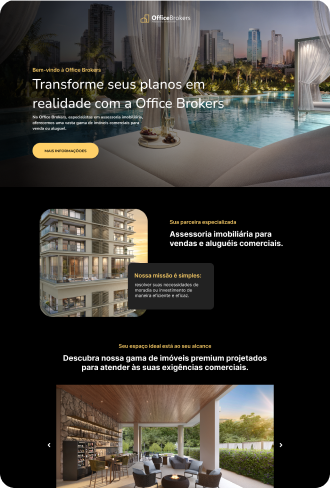 OfficeBrokers
Bem-vindo à Office Brokers
Transforme seus planos em
realidade com a Office Brokers
Na Office Brokers, especialistas em assessoria imobiliária,
oferecemos uma vasta gama de imóveis comerciais para
venda ou aluguel.
MAIS INFORMAÇÕES
Sua parceria especializada
Assessoria imobiliária para
vendas e aluguéis comerciais.
Nossa missão é simples:
resolver suas necessidades de
moradia ou investimento de
maneira eficiente e eficaz.
Seu espaço ideal está ao seu alcance
Descubra nossa gama de imóveis premium projetados
para atender às suas exigências comerciais.